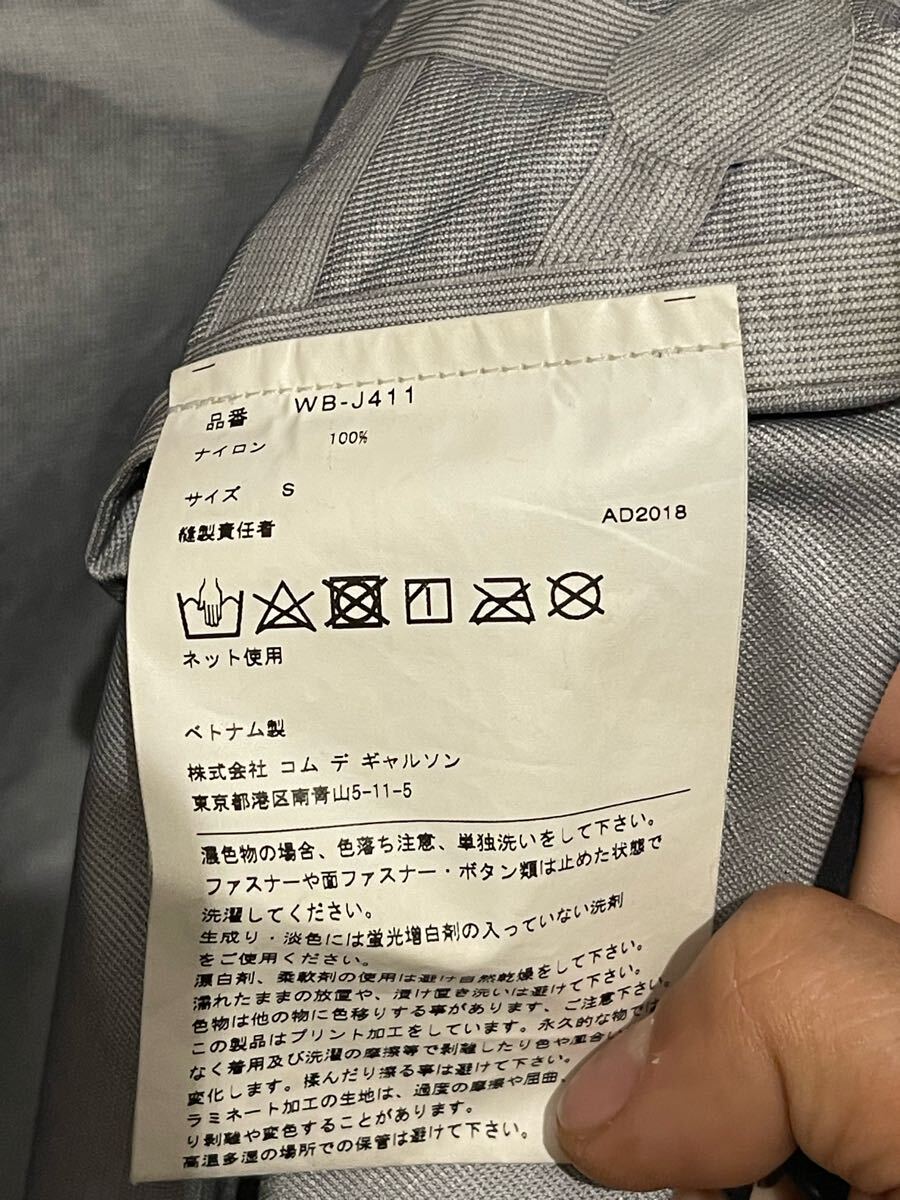 品番 WB-J411
ナイロン 100%
サイズ S
縫製責任者 AD2018
ネット使用
ベトナム製
株式会社 コム デ ギャルソン
東京都港区南青山5-11-5
濃色物の場合、色落ち注意、単独洗いをして下さい。
ファスナーや面ファスナー・ボタン類は止めた状態で
洗濯してください。
生成り・淡色には蛍光増白剤の入っていない洗剤
をご使用ください。
漂白剤、柔軟剤の使用は避け自然乾燥をして下さい。
濡れたままの放置や、漬け置き洗いは避けて下さい。
色物は他の物に色移りする事があります、ご注意下さい。
この製品はプリント加工をしています。永久的な物では
なく着用及び洗濯の摩擦等で剥離したり色や風合い
変化します。揉んだり擦る事は避けて下さい。
ラミネート加工の生地は、過度の摩擦や屈曲、
り剥離や変色することがあります。
高温多湿の場所での保管は避けて下さい。